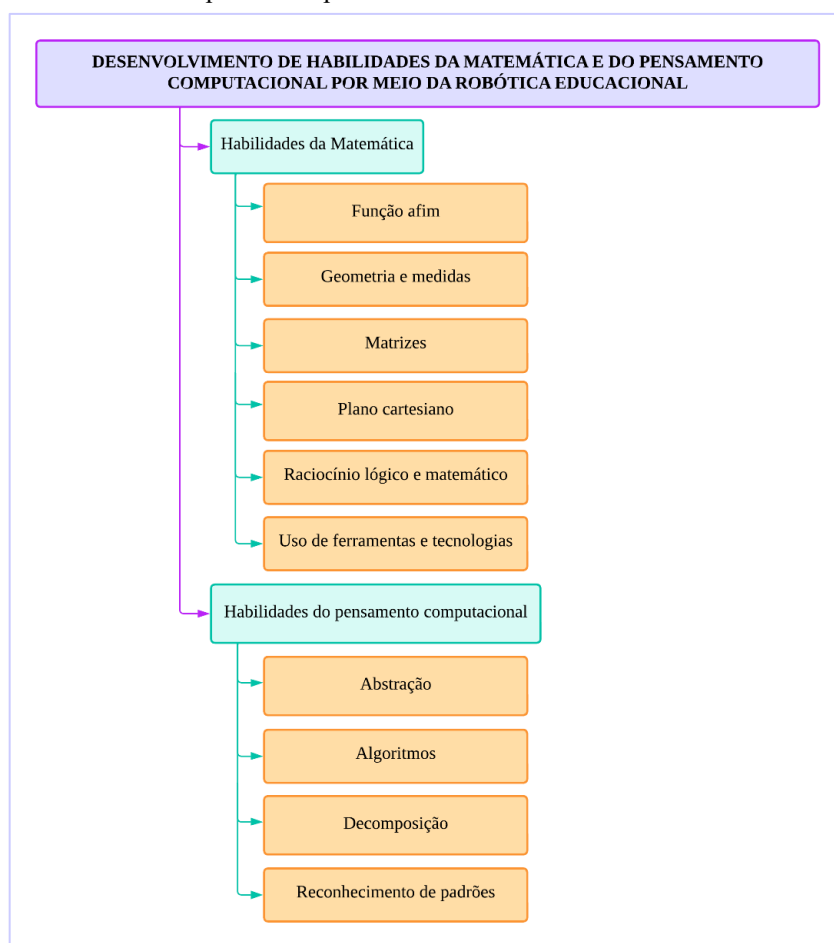 DESENVOLVIMENTO DE HABILIDADES DA MATEMÁTICA E DO PENSAMENTO
COMPUTACIONAL POR MEIO DA ROBÓTICA EDUCACIONAL
Habilidades da Matemática
Função afim
Geometria e medidas
Matrizes
Plano cartesiano
Raciocínio lógico e matemático
Uso de ferramentas e tecnologias
Habilidades do pensamento computacional
Abstração
Algoritmos
Decomposição
Reconhecimento de padrões